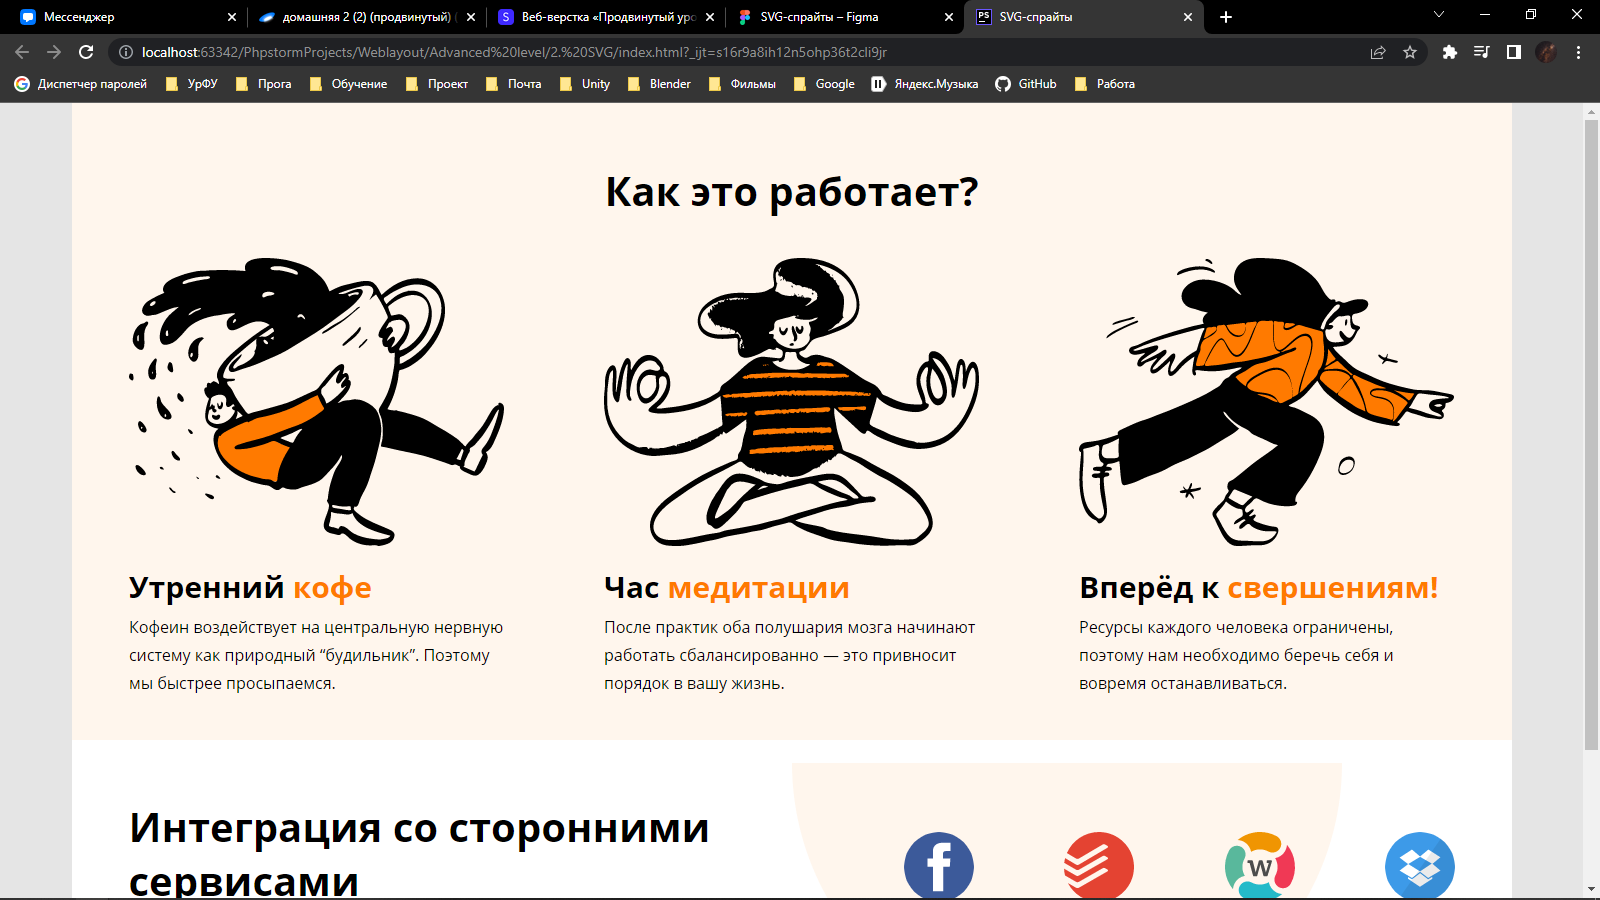 Мессенджер
домашняя 2 (2) (продвинутый)
Веб-верстка «Продвинутый уро
SVG-спрайты – Figma
SVG-спрайты
localhost:63342/PhpstormProjects/Weblayout/Advanced%20level/2.%20SVG/index.html?_ijt=s16r9a8ih12n5ohp36t2cli9jr
Диспетчер паролей
УрФУ
Прога
Обучение
Проект
Почта
Unity
Blender
Фильмы
Google
Яндекс.Музыка
GitHub
Работа
Как это работает?
Утренний кофе
Кофеин воздействует на центральную нервную
систему как природный “будильник”. Поэтому
мы быстрее просыпаемся.
Час медитации
После практик оба полушария мозга начинают
работать сбалансированно — это привносит
порядок в вашу жизнь.
Вперёд к свершениям!
Ресурсы каждого человека ограничены,
поэтому нам необходимо беречь себя и
вовремя останавливаться.
Интеграция со сторонними
сервисами